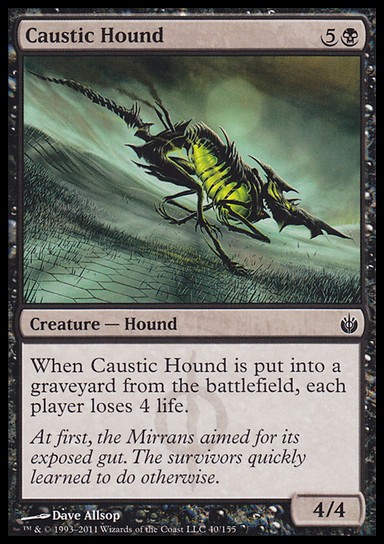 Caustic Hound 5
Creature — Hound
When Caustic Hound is put into a
graveyard from the battlefield, each
player loses 4 life.
At first, the Mirrans aimed for its
exposed gut. The survivors quickly
learned to do otherwise.
Dave Allsop
4/4
™ & © 1993-2011 Wizards of the Coast LLC 40/155